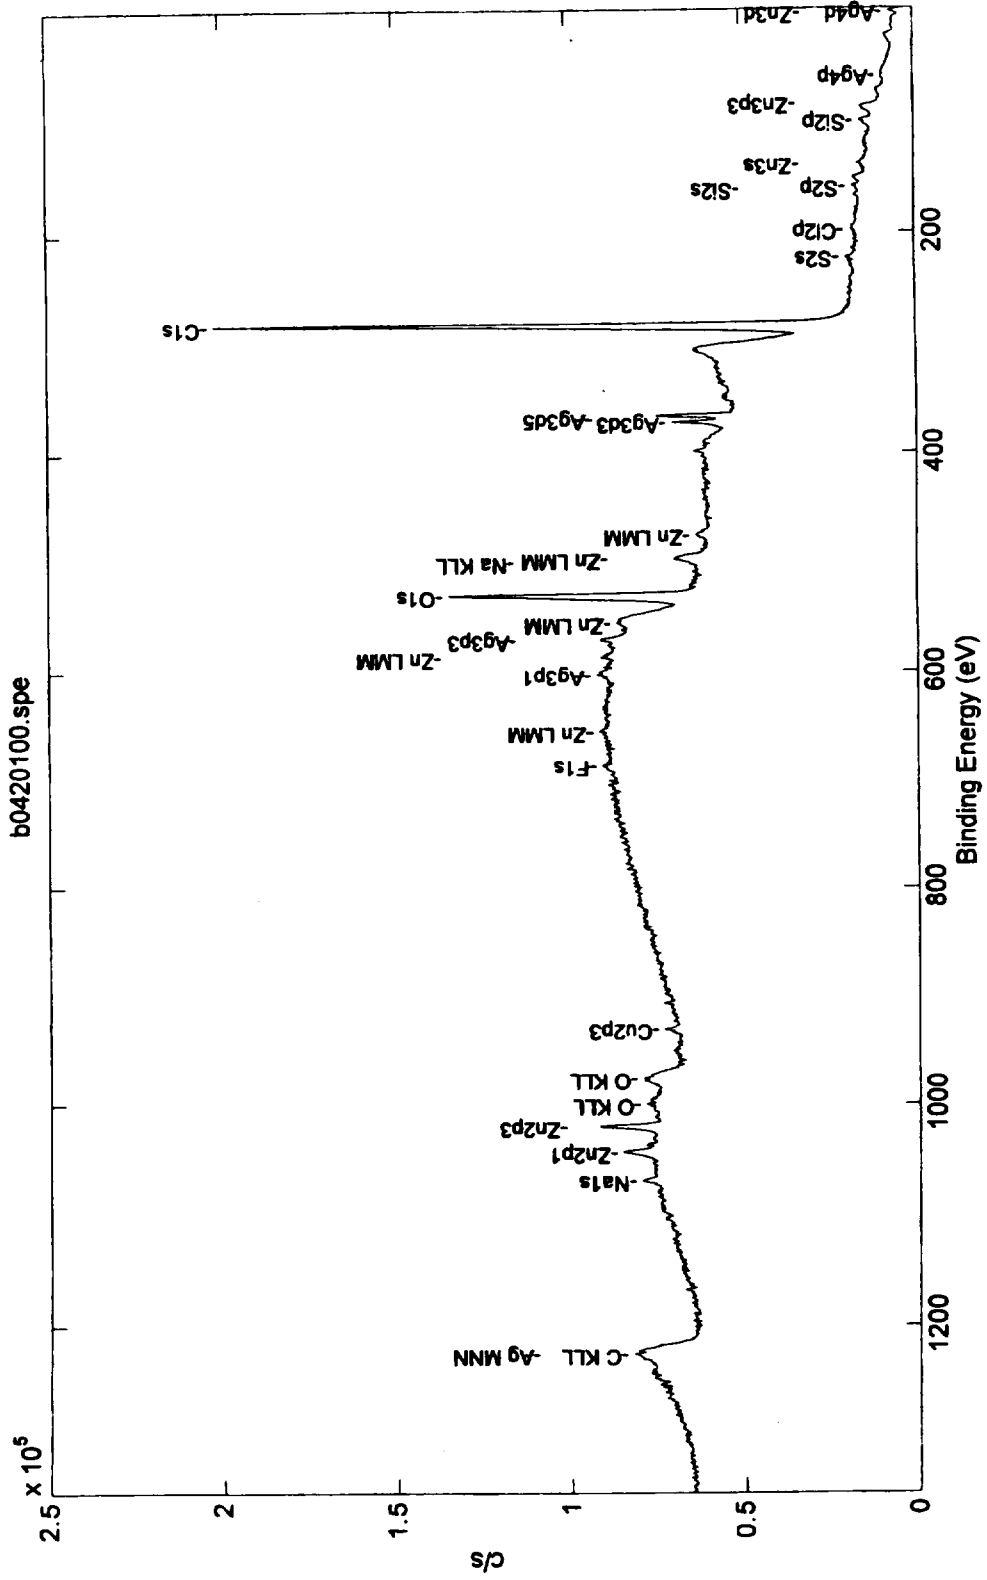 b0420100.spe
x 10⁵
2.5
2
1.5
1
0.5
0
c/s
-Ag MNN
-C KLL
-Na1s
-Zn2p1
-Zn2p3
-O KLL
-O KLL
-Cu2p3
-F1s
-Zn LMM
-Ag3p1
-Zn LMM
-Ag3p3
-Zn LMM
-O1s
-Zn LMM -Na KLL
-Zn LMM
-Ag3d3 -Ag3d5
-C1s
-S2s
-Cl2p
-Si2s
-S2p
-Zn3s
-Si2p
-Zn3p3
-Ag4p
-Zn3d
-Ag4d
1200
1000
800
600
400
200
Binding Energy (eV)